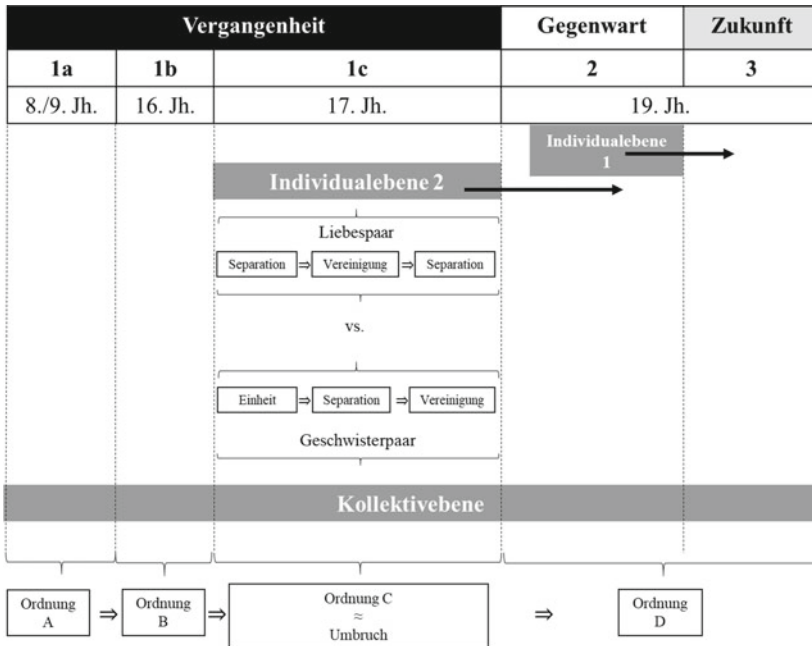 Vergangenheit Gegenwart Zukunft
1a 1b 1c 2 3
8./9. Jh. 16. Jh. 17. Jh. 19. Jh.
Individualebene
1
Individualebene 2
Liebespaar
Separation ⇒ Vereinigung ⇒ Separation
vs.
Einheit ⇒ Separation ⇒ Vereinigung
Geschwisterpaar
Kollektivebene
Ordnung A ⇒ Ordnung B ⇒ Ordnung C ≈ Umbruch ⇒ Ordnung D